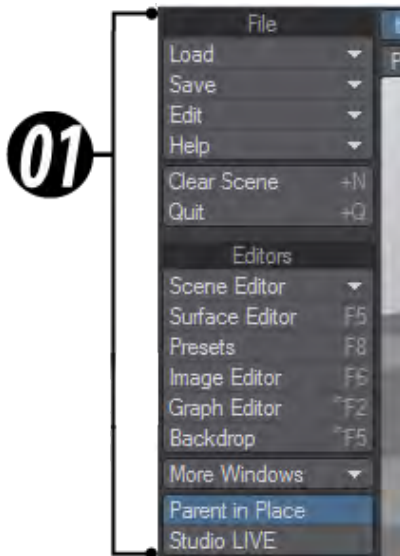 01
File
Load
Save
Edit
Help
Clear Scene +N
Quit +Q
Editors
Scene Editor
Surface Editor F5
Presets F8
Image Editor F6
Graph Editor ^F2
Backdrop ^F5
More Windows
Parent in Place
Studio LIVE